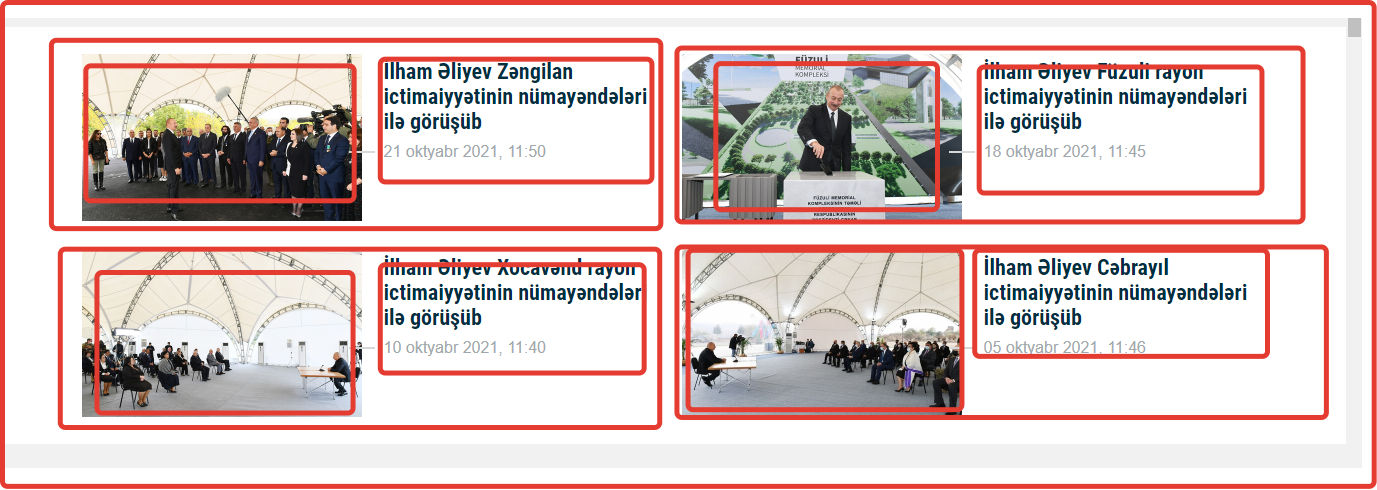 İlham Əliyev Zəngilan
ictimaiyyətinin nümayəndələri
ilə görüşüb
21 oktyabr 2021, 11:50
FÜZULİ
MEMORIAL
KOMPLEKSİ
FÜZULİ MEMORIAL
KOMPLEKSİNİN TƏMƏLİ
RESPUBLİKASININ
İlham Əliyev Füzuli rayon
ictimaiyyətinin nümayəndələri
ilə görüşüb
18 oktyabr 2021, 11:45
İlham Əliyev Xocavənd rayon
ictimaiyyətinin nümayəndələr
ilə görüşüb
10 oktyabr 2021, 11:40
İlham Əliyev Cəbrayıl
ictimaiyyətinin nümayəndələri
ilə görüşüb
05 oktyabr 2021, 11:46